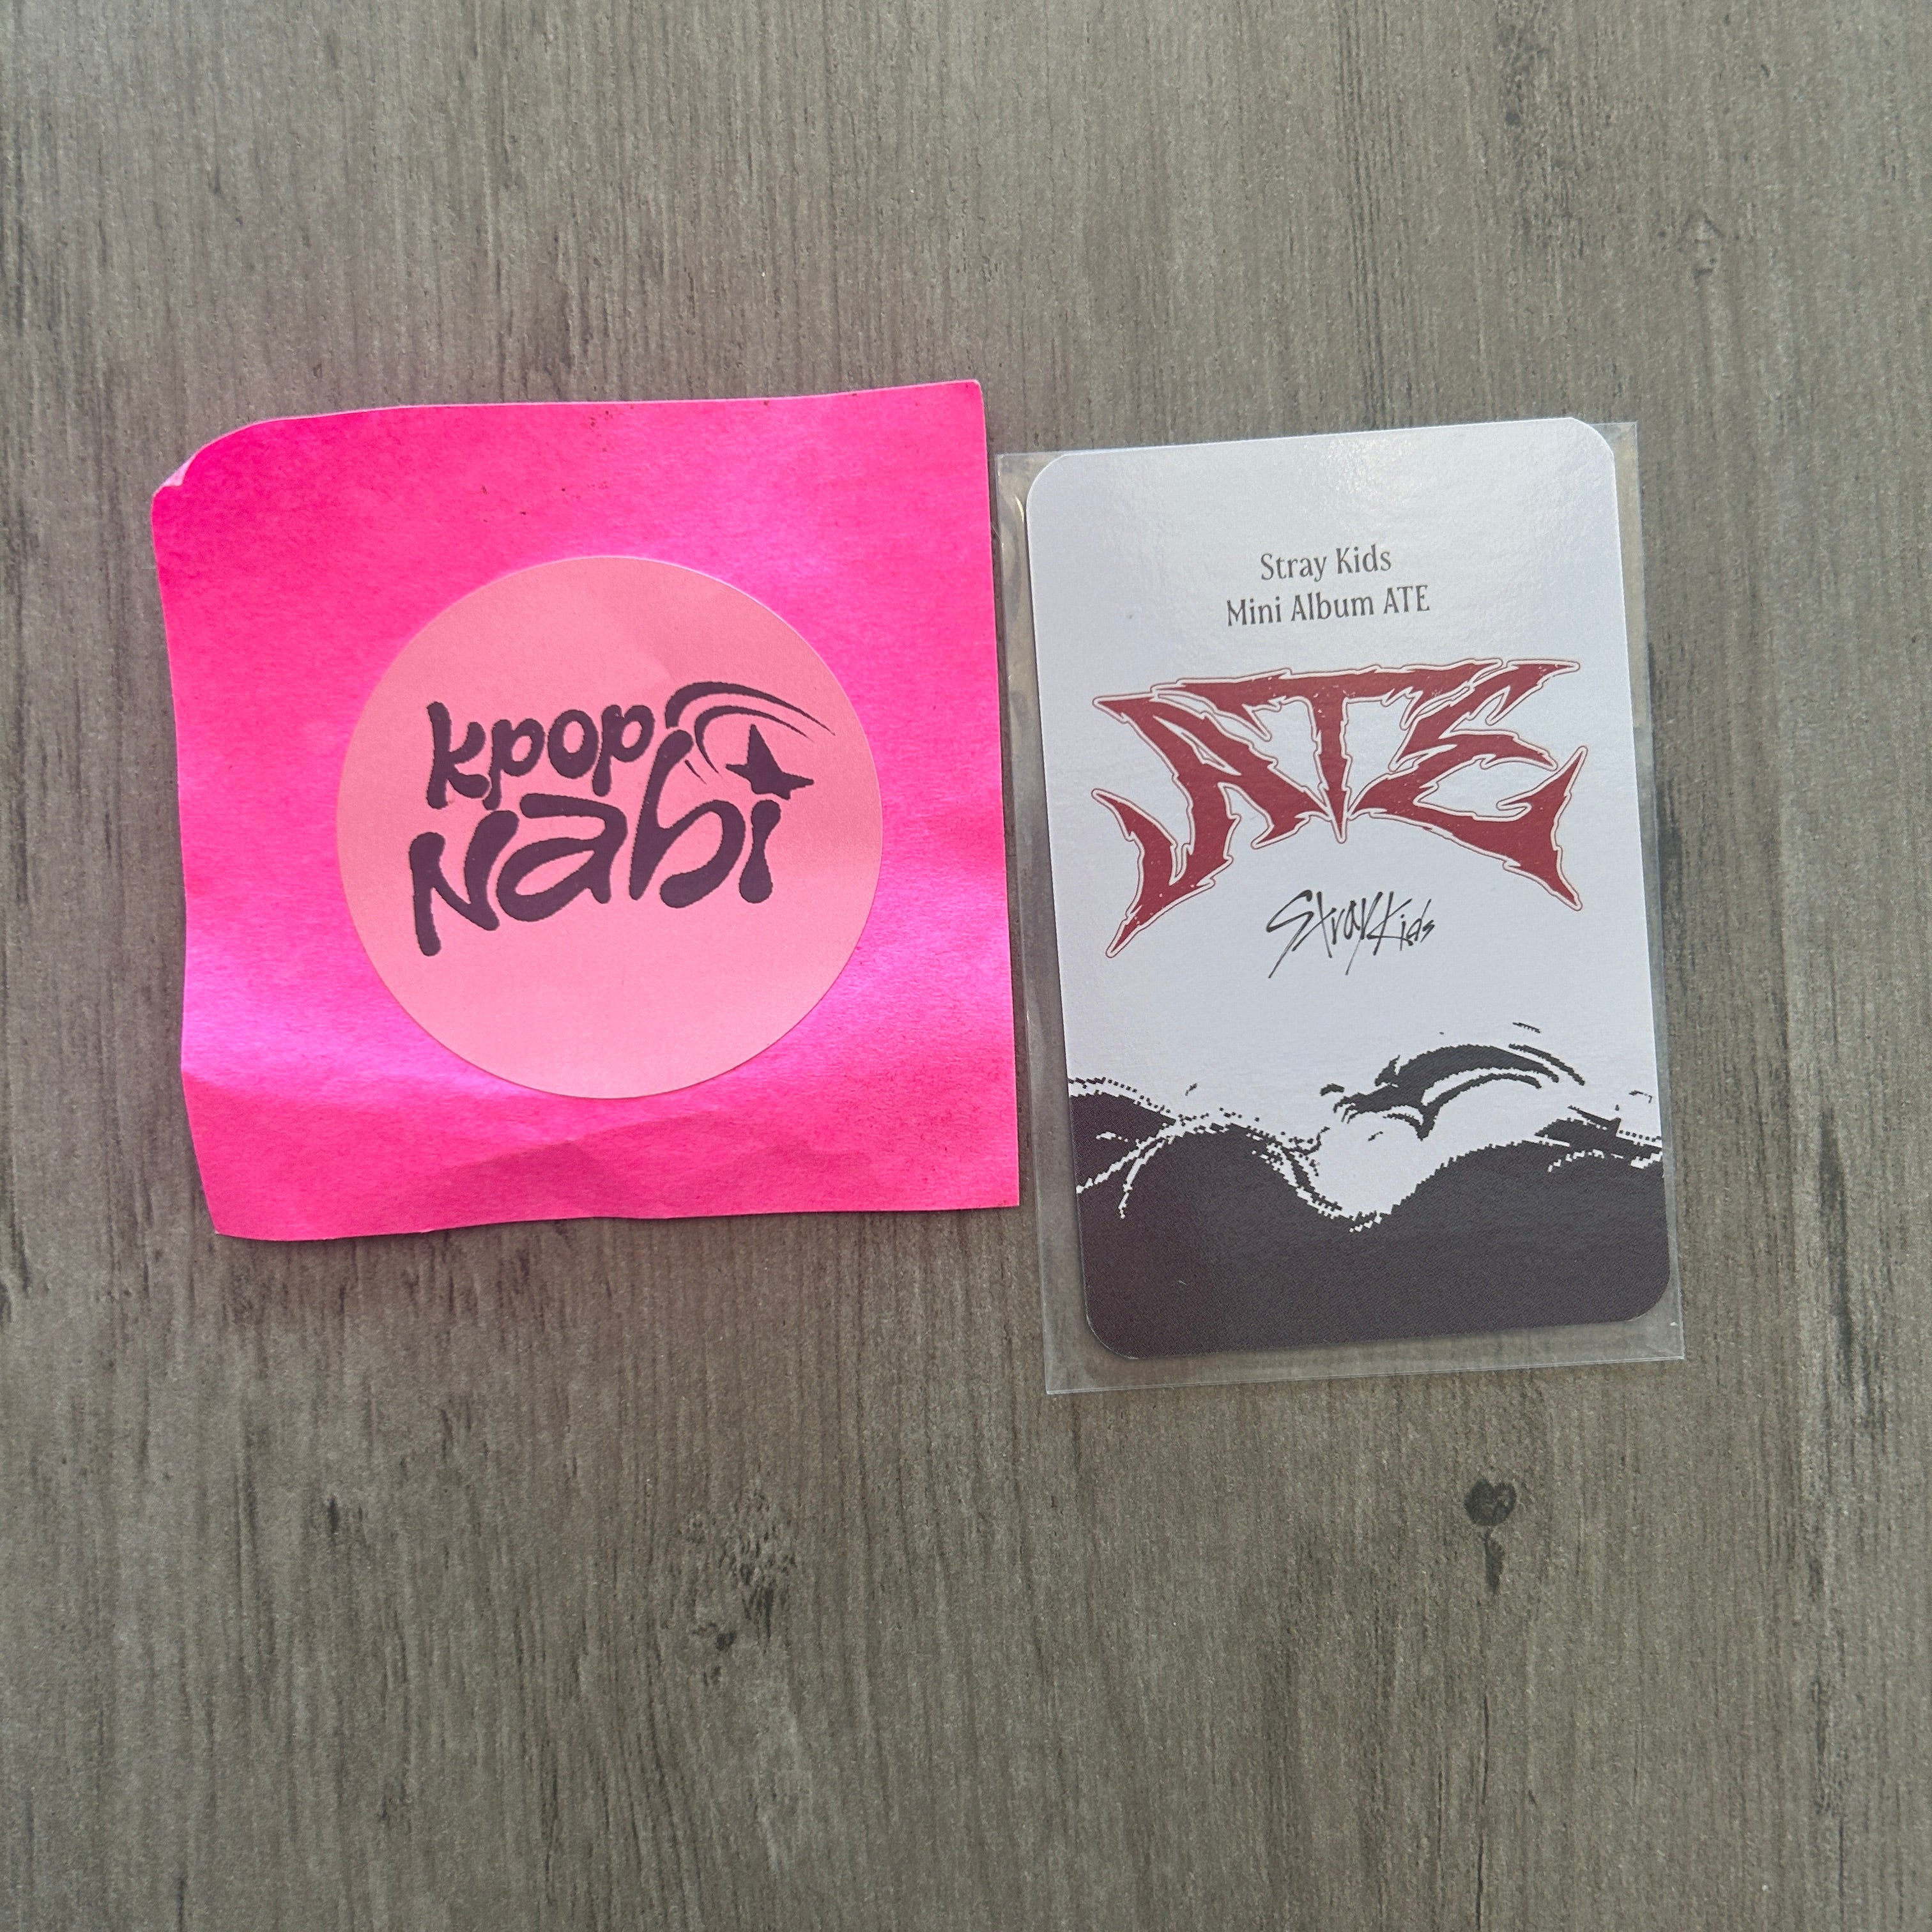 kpop
Nabi
Stray Kids
Mini Album ATE
ATE
Stray Kids